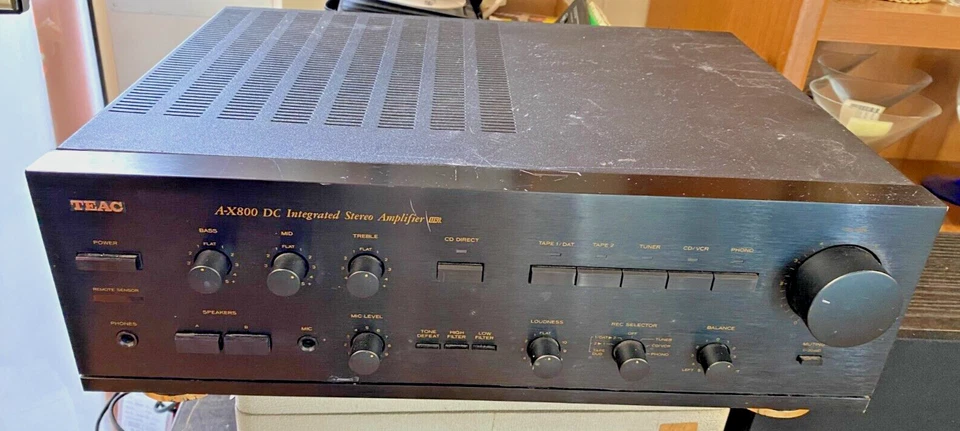 TEAC
A-X800 DC Integrated Stereo Amplifier
POWER
BASS
MID
TREBLE
FLAT
FLAT
FLAT
CD DIRECT
TAPE 1/DAT
TAPE 2
TUNER
CD/VCR
PHONO
REMOTE SENSOR
PHONES
SPEAKERS
A
B
MIC
MIC LEVEL
TONE
DEFEAT
HIGH
FILTER
LOW
FILTER
LOUDNESS
FLAT
REC SELECTOR
OFF
TUNER
PHONO
BALANCE
LEFT
MUTING